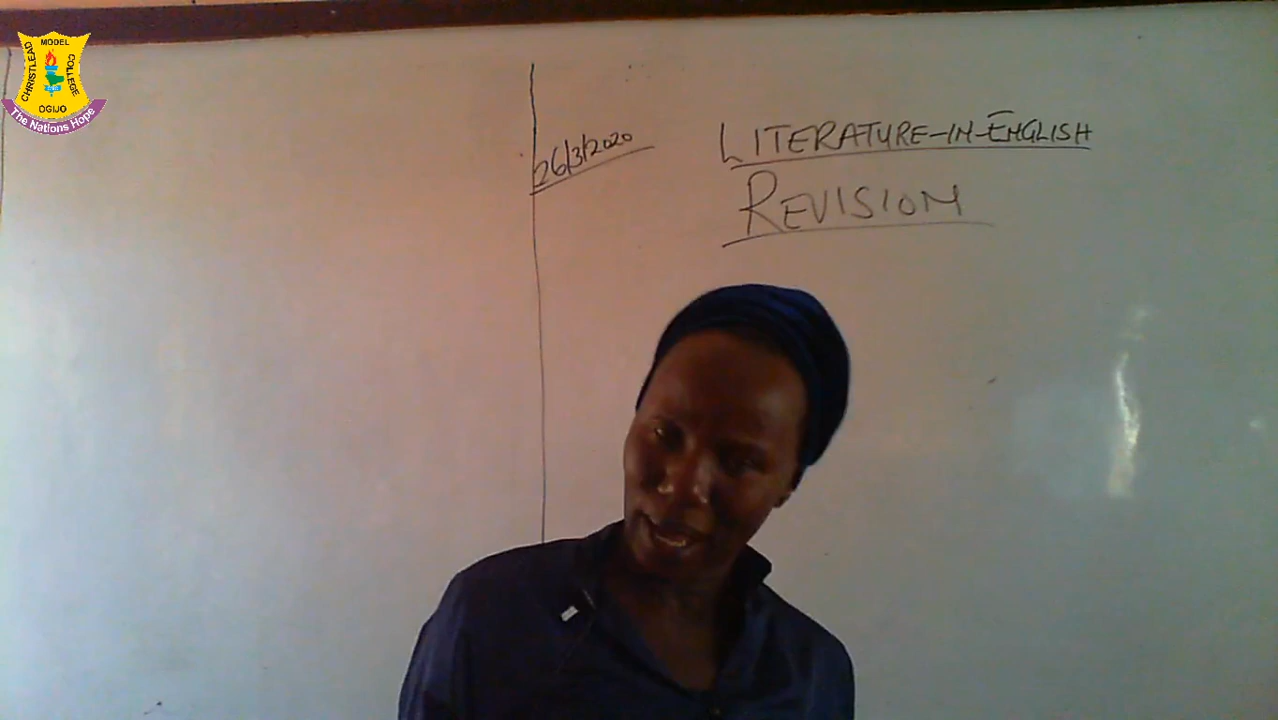 CHRISTLEAD MODEL COLLEGE
OGIJO
The Nations Hope
26/3/2020
LITERATURE-IN-ENGLISH
REVISION